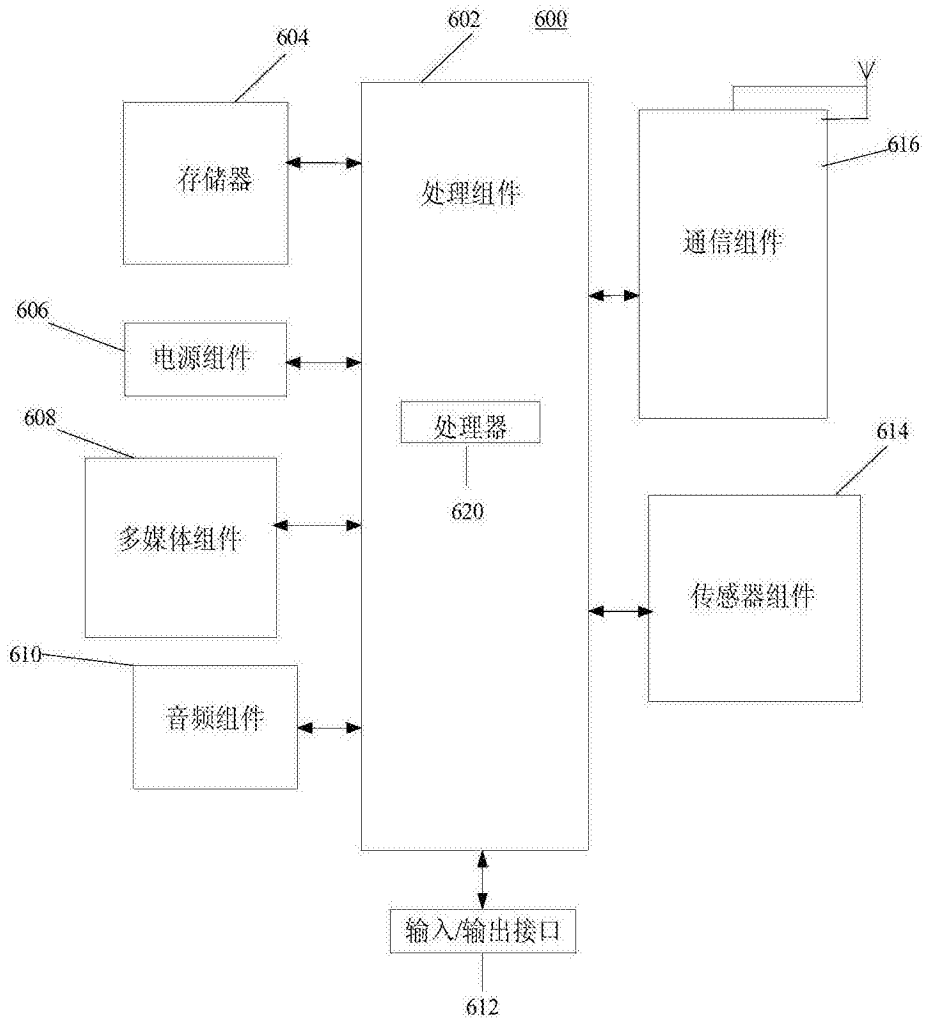 602
600
604
存储器
处理组件
616
通信组件
606
电源组件
608
处理器
614
620
多媒体组件
传感器组件
610
音频组件
输入/输出接口
612